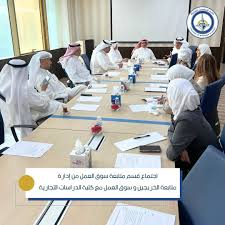 اجتماع قسم متابعة سوق العمل من إدارة
متابعة الخريجين و سوق العمل مع كلية الدراسات التجارية